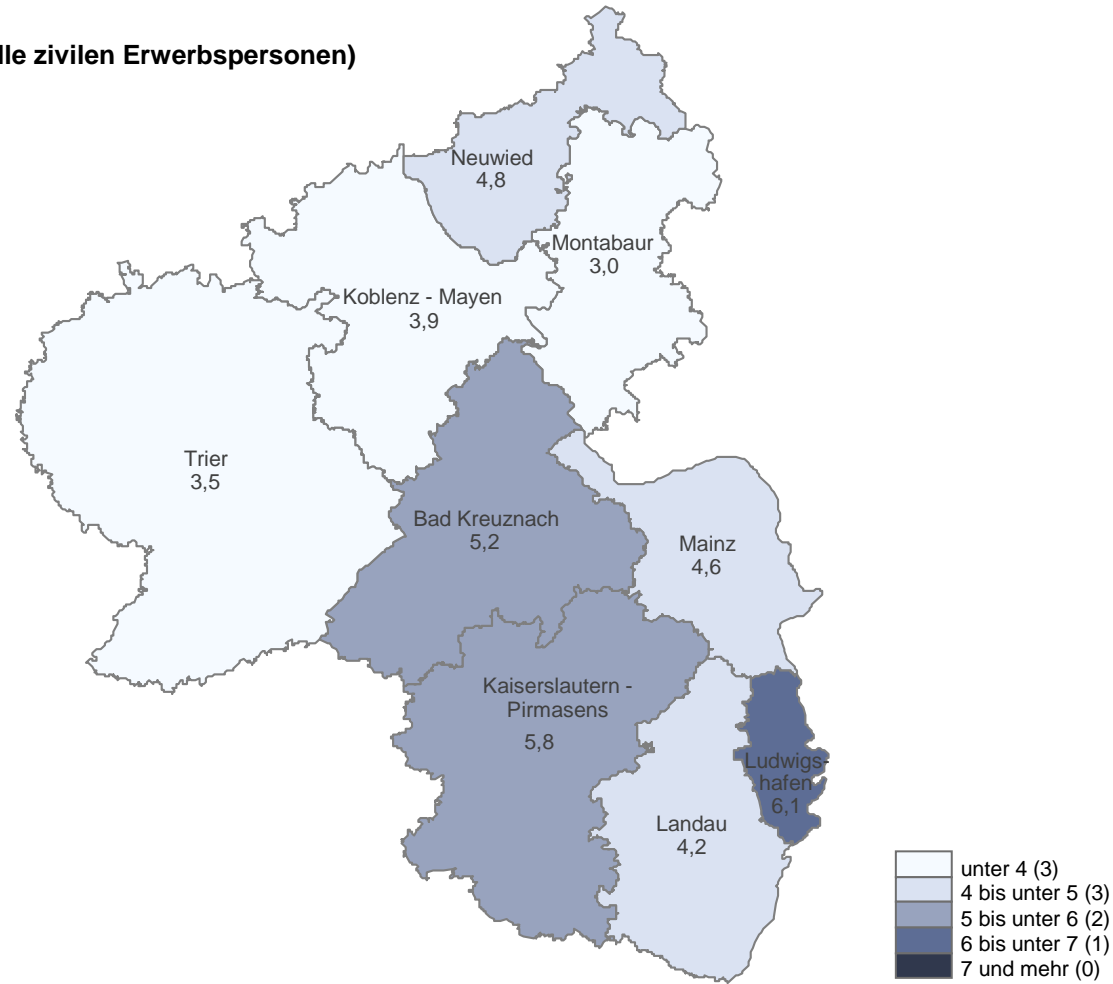 lle zivilen Erwerbspersonen)
Neuwied
4,8
Montabaur
3,0
Koblenz - Mayen
3,9
Trier
3,5
Bad Kreuznach
5,2
Mainz
4,6
Kaiserslautern -
Pirmasens
5,8
Ludwigs-
hafen
6,1
Landau
4,2
unter 4 (3)
4 bis unter 5 (3)
5 bis unter 6 (2)
6 bis unter 7 (1)
7 und mehr (0)